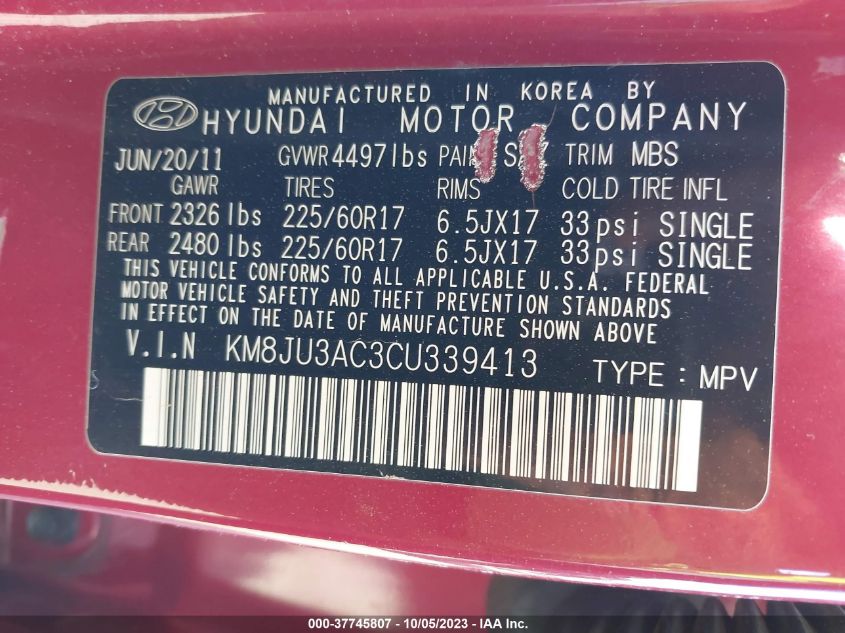 MANUFACTURED IN KOREA BY
HYUNDAI MOTOR COMPANY
JUN/20/11 GVWR 4497lbs TRIM MBS
GAWR TIRES RIMS COLD TIRE INFL
FRONT 2326 lbs 225/60R17 6.5JX17 33psi SINGLE
REAR 2480 lbs 225/60R17 6.5JX17 33psi SINGLE
THIS VEHICLE CONFORMS TO ALL APPLICABLE U.S.A. FEDERAL
MOTOR VEHICLE SAFETY AND THEFT PREVENTION STANDARDS
IN EFFECT ON THE DATE OF MANUFACTURE SHOWN ABOVE
V.I.N KM8JU3AC3CU339413 TYPE : MPV
000-37745807 - 10/05/2023 - IAA Inc.